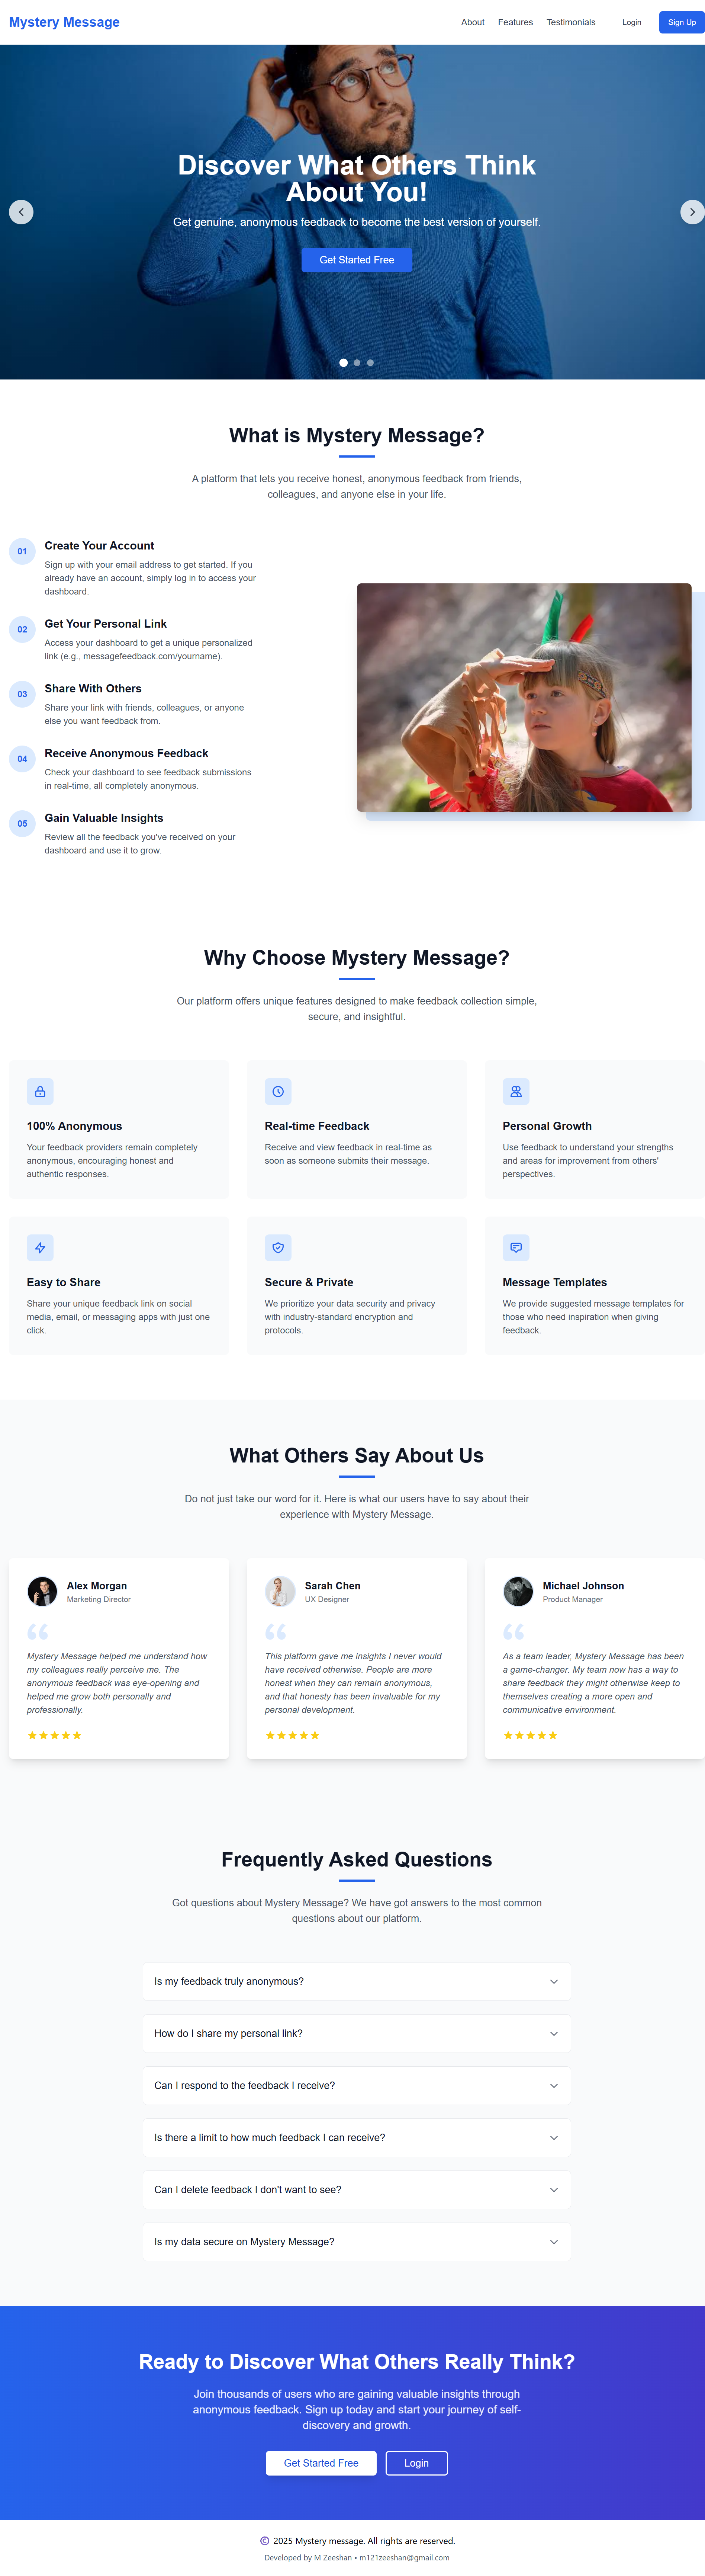 Mystery Message
About Features Testimonials Login Sign Up
Discover What Others Think
About You!
Get genuine, anonymous feedback to become the best version of yourself.
Get Started Free
What is Mystery Message?
A platform that lets you receive honest, anonymous feedback from friends,
colleagues, and anyone else in your life.
01
Create Your Account
Sign up with your email address to get started. If you
already have an account, simply log in to access your
dashboard.
02
Get Your Personal Link
Access your dashboard to get a unique personalized
link (e.g., messagefeedback.com/yourname).
03
Share With Others
Share your link with friends, colleagues, or anyone
else you want feedback from.
04
Receive Anonymous Feedback
Check your dashboard to see feedback submissions
in real-time, all completely anonymous.
05
Gain Valuable Insights
Review all the feedback you've received on your
dashboard and use it to grow.
Why Choose Mystery Message?
Our platform offers unique features designed to make feedback collection simple,
secure, and insightful.
100% Anonymous
Your feedback providers remain completely
anonymous, encouraging honest and
authentic responses.
Real-time Feedback
Receive and view feedback in real-time as
soon as someone submits their message.
Personal Growth
Use feedback to understand your strengths
and areas for improvement from others'
perspectives.
Easy to Share
Share your unique feedback link on social
media, email, or messaging apps with just one
click.
Secure & Private
We prioritize your data security and privacy
with industry-standard encryption and
protocols.
Message Templates
We provide suggested message templates for
those who need inspiration when giving
feedback.
What Others Say About Us
Do not just take our word for it. Here is what our users have to say about their
experience with Mystery Message.
Alex Morgan
Marketing Director
Mystery Message helped me understand how
my colleagues really perceive me. The
anonymous feedback was eye-opening and
helped me grow both personally and
professionally.
Sarah Chen
UX Designer
This platform gave me insights I never would
have received otherwise. People are more
honest when they can remain anonymous,
and that honesty has been invaluable for my
personal development.
Michael Johnson
Product Manager
As a team leader, Mystery Message has been
a game-changer. My team now has a way to
share feedback they might otherwise keep to
themselves creating a more open and
communicative environment.
Frequently Asked Questions
Got questions about Mystery Message? We have got answers to the most common
questions about our platform.
Is my feedback truly anonymous?
How do I share my personal link?
Can I respond to the feedback I receive?
Is there a limit to how much feedback I can receive?
Can I delete feedback I don't want to see?
Is my data secure on Mystery Message?
Ready to Discover What Others Really Think?
Join thousands of users who are gaining valuable insights through
anonymous feedback. Sign up today and start your journey of self-
discovery and growth.
Get Started Free Login
© 2025 Mystery message. All rights are reserved.
Developed by M Zeeshan • m121zeeshan@gmail.com